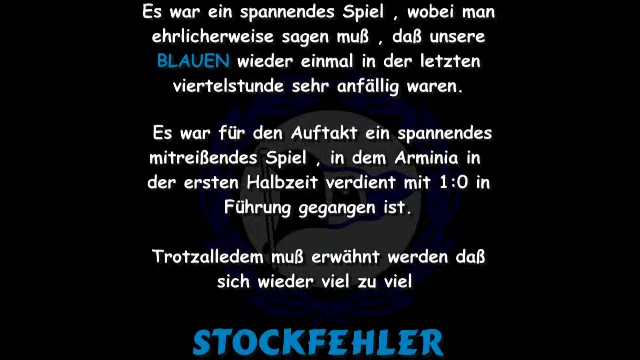 Es war ein spannendes Spiel , wobei man
ehrlicherweise sagen muß , daß unsere
BLAUEN wieder einmal in der letzten
viertelstunde sehr anfällig waren.
Es war für den Auftakt ein spannendes
mitreißendes Spiel , in dem Arminia in
der ersten Halbzeit verdient mit 1:0 in
Führung gegangen ist.
Trotzalledem muß erwähnt werden daß
sich wieder viel zu viel
STOCKFEHLER